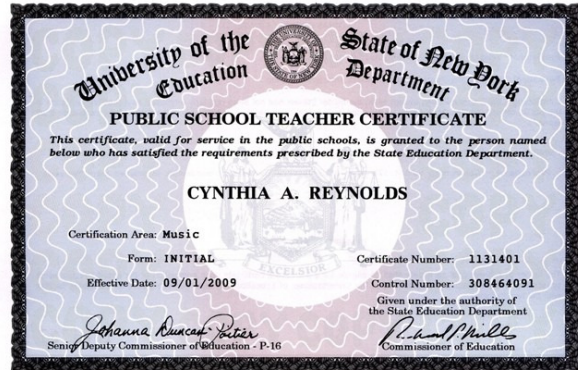 University of the State of New York
Education Department
PUBLIC SCHOOL TEACHER CERTIFICATE
This certificate, valid for service in the public schools, is granted to the person named
below who has satisfied the requirements prescribed by the State Education Department.
CYNTHIA A. REYNOLDS
Certification Area: Music
Form: INITIAL
Certificate Number: 1131401
Effective Date: 09/01/2009
Control Number: 308464091
EXCELSIOR
Given under the authority of
the State Education Department
Johanna Duncan-Poitier
Senior Deputy Commissioner of Education - P-16
Commissioner of Education